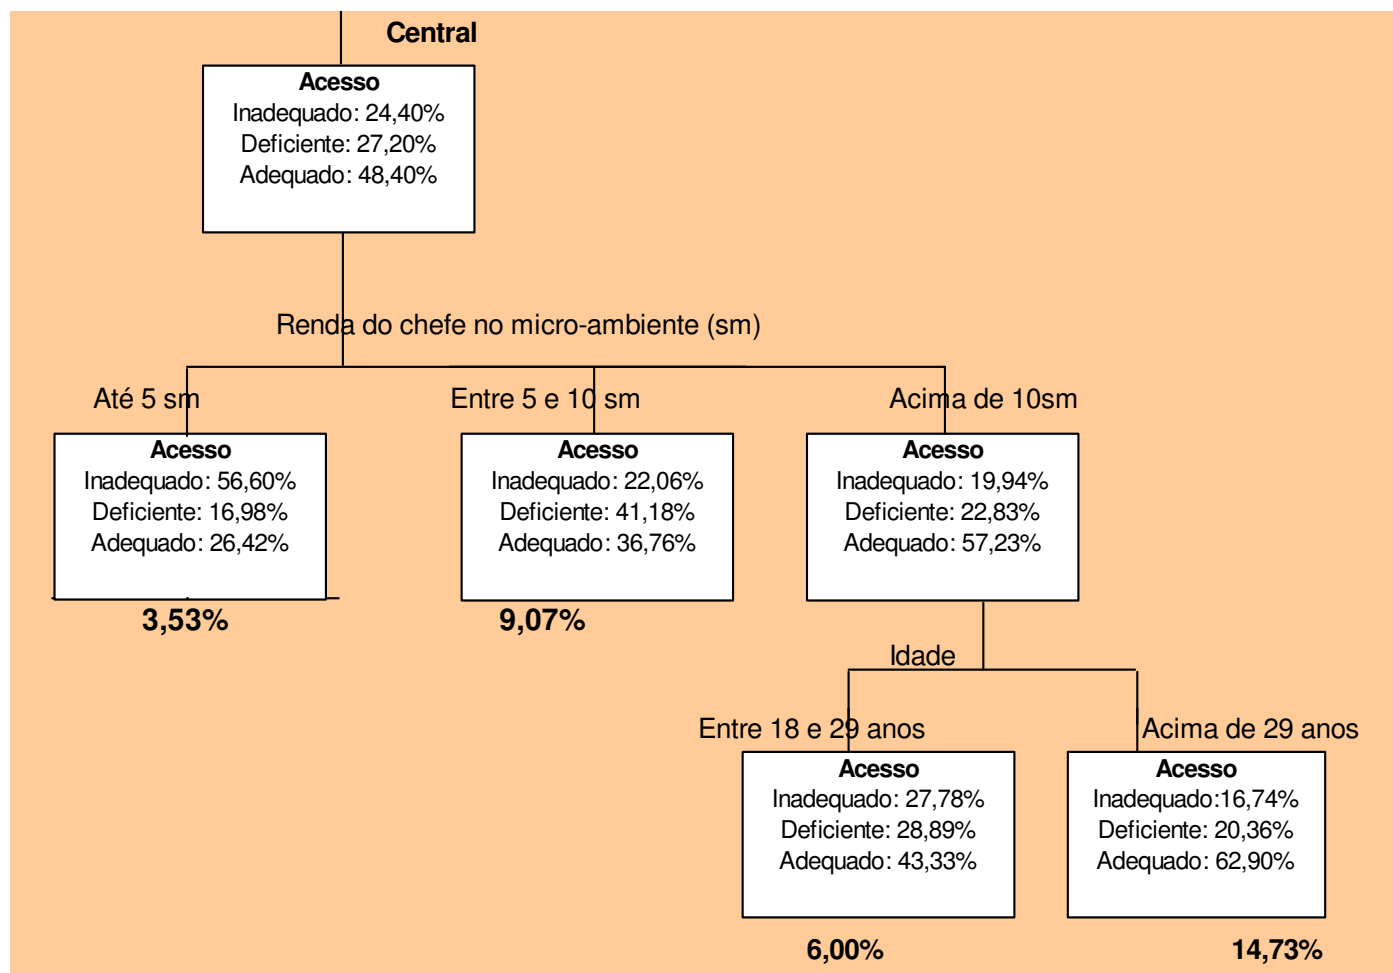 Central
Acesso
Inadequado: 24,40%
Deficiente: 27,20%
Adequado: 48,40%
Renda do chefe no micro-ambiente (sm)
Até 5 sm
Entre 5 e 10 sm
Acima de 10sm
Acesso
Inadequado: 56,60%
Deficiente: 16,98%
Adequado: 26,42%
3,53%
Acesso
Inadequado: 22,06%
Deficiente: 41,18%
Adequado: 36,76%
9,07%
Acesso
Inadequado: 19,94%
Deficiente: 22,83%
Adequado: 57,23%
Idade
Entre 18 e 29 anos
Acima de 29 anos
Acesso
Inadequado: 27,78%
Deficiente: 28,89%
Adequado: 43,33%
6,00%
Acesso
Inadequado:16,74%
Deficiente: 20,36%
Adequado: 62,90%
14,73%